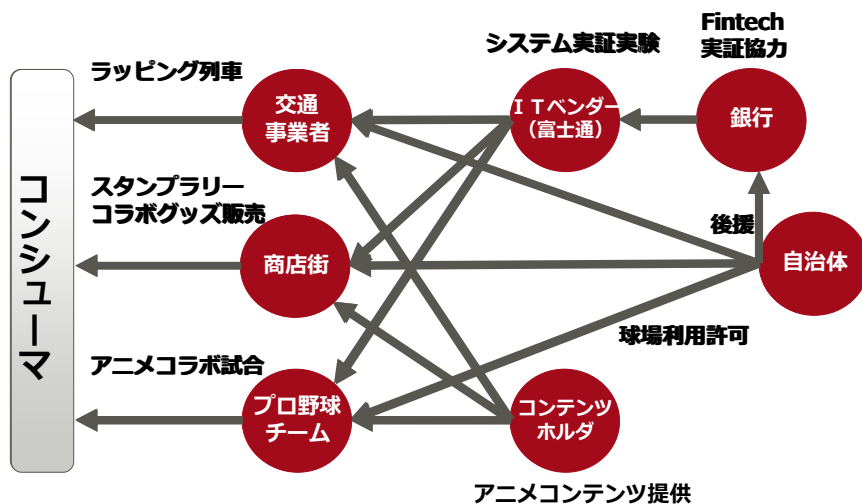 Fintech
実証協力
システム実証実験
ラッピング列車
交通
事業者
ITベンダー
(富士通)
銀行
コンシューマ
スタンプラリー
コラボグッズ販売
後援
商店街
自治体
球場利用許可
アニメコラボ試合
プロ野球
チーム
コンテンツ
ホルダ
アニメコンテンツ提供